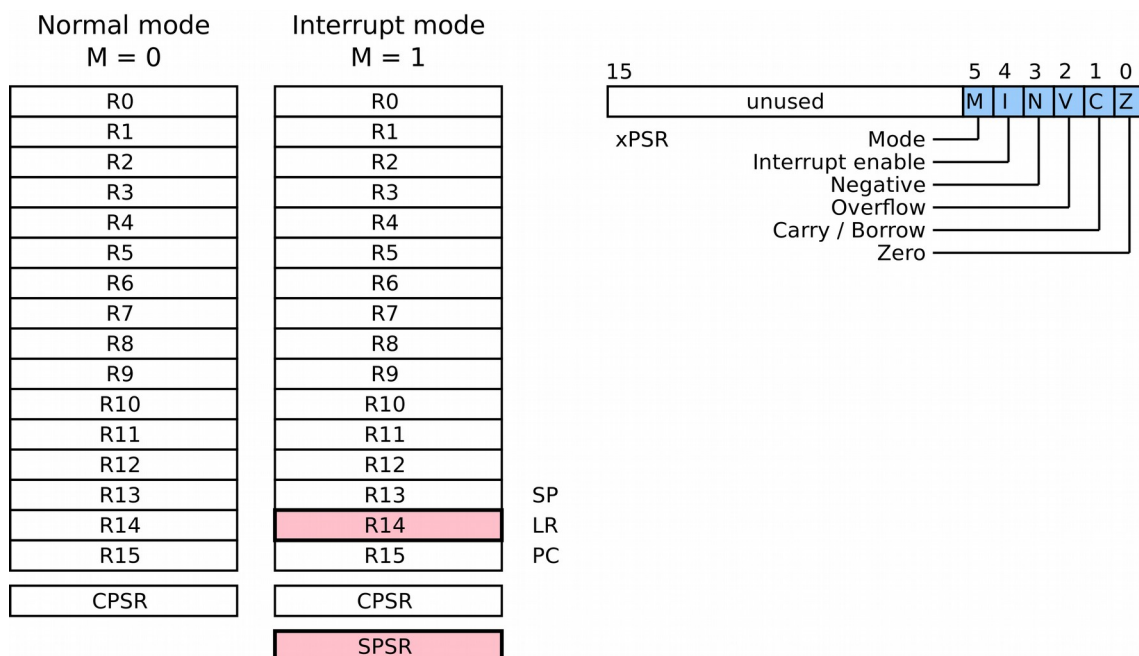 Normal mode
M = 0
R0
R1
R2
R3
R4
R5
R6
R7
R8
R9
R10
R11
R12
R13
R14
R15
CPSR
Interrupt mode
M = 1
R0
R1
R2
R3
R4
R5
R6
R7
R8
R9
R10
R11
R12
R13 SP
R14 LR
R15 PC
CPSR
SPSR
15 5 4 3 2 1 0
unused M I N V C Z
xPSR Mode
Interrupt enable
Negative
Overflow
Carry / Borrow
Zero